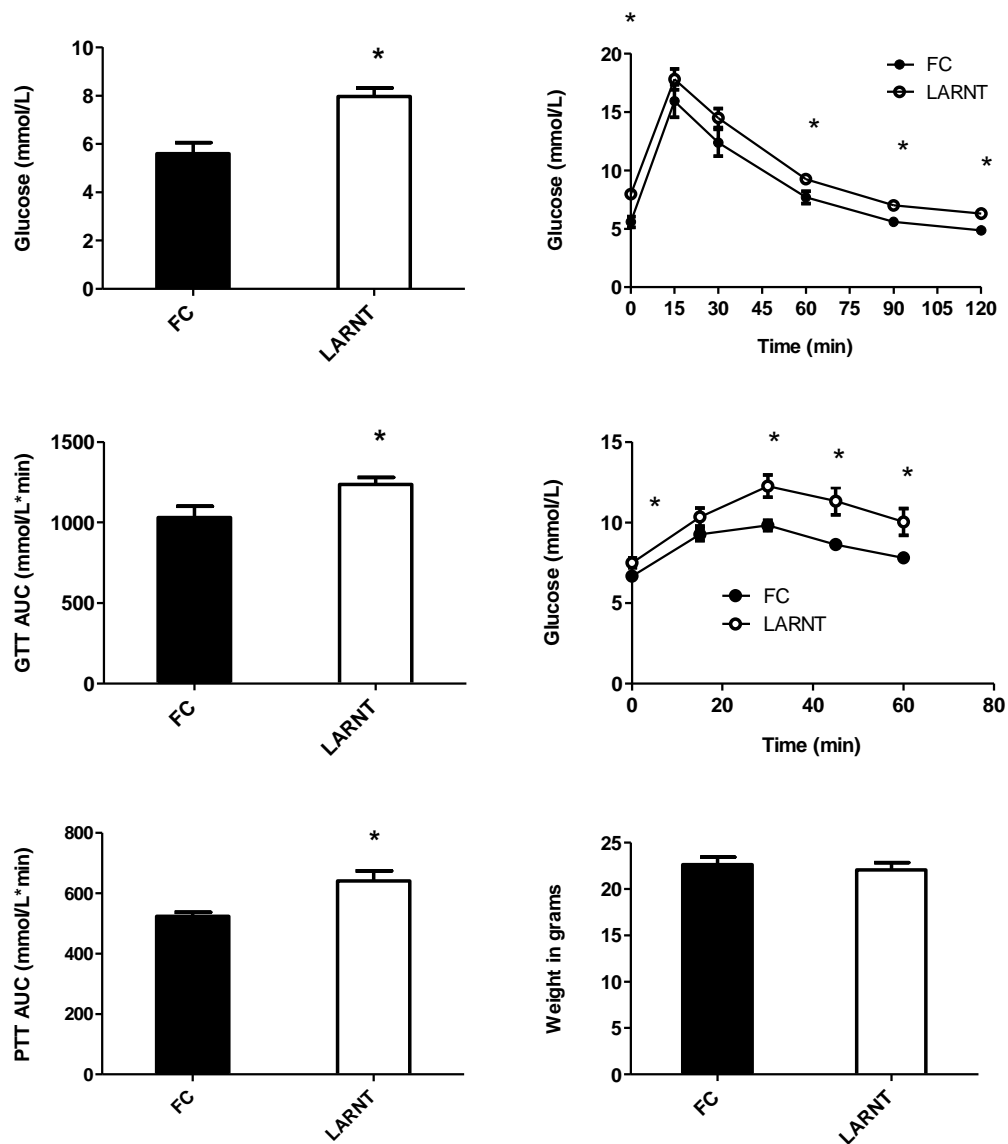 Glucose (mmol/L)
10
8
6
4
2
0
*
FC
LARNT
*
Glucose (mmol/L)
20
15
10
5
0
FC
LARNT
*
*
*
0 15 30 45 60 75 90 105 120
Time (min)
GTT AUC (mmol/L*min)
1500
1000
500
0
*
FC
LARNT
Glucose (mmol/L)
15
10
5
0
*
*
*
*
FC
LARNT
0 20 40 60 80
Time (min)
PTT AUC (mmol/L*min)
800
600
400
200
0
*
FC
LARNT
Weight in grams
25
20
15
10
5
0
FC
LARNT